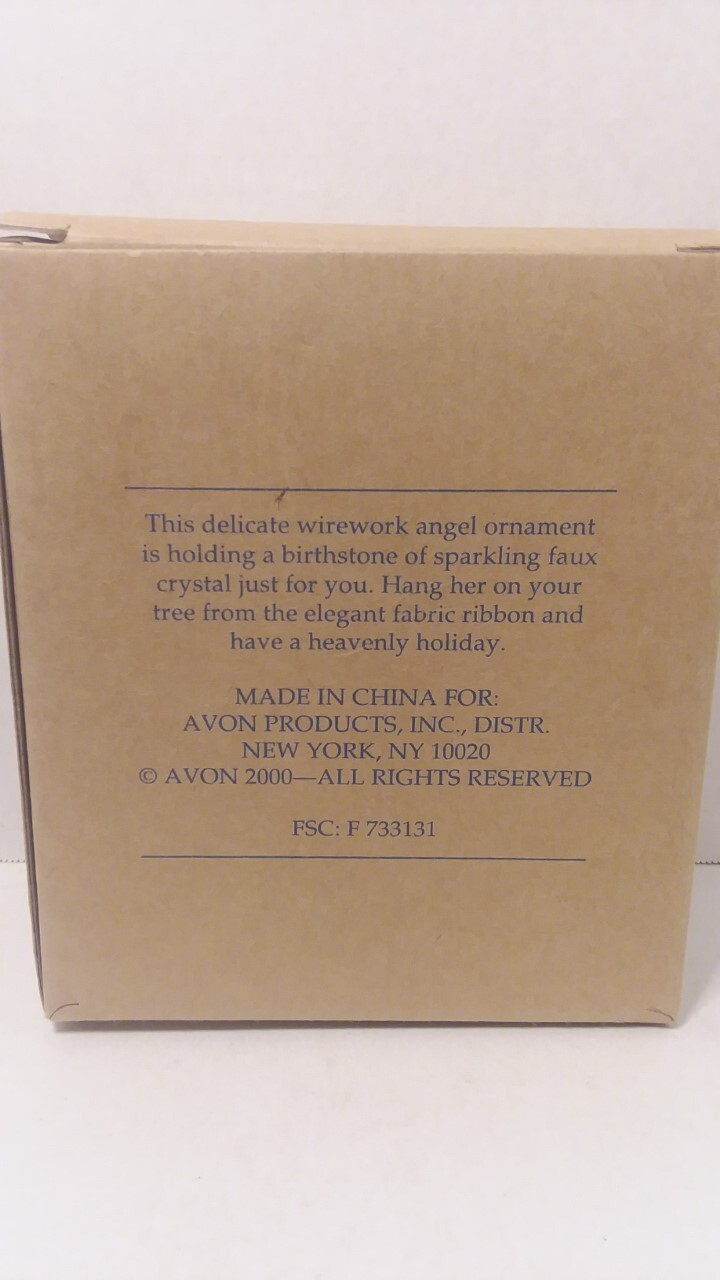 This delicate wirework angel ornament
is holding a birthstone of sparkling faux
crystal just for you. Hang her on your
tree from the elegant fabric ribbon and
have a heavenly holiday.
MADE IN CHINA FOR:
AVON PRODUCTS, INC., DISTR.
NEW YORK, NY 10020
© AVON 2000—ALL RIGHTS RESERVED
FSC: F 733131